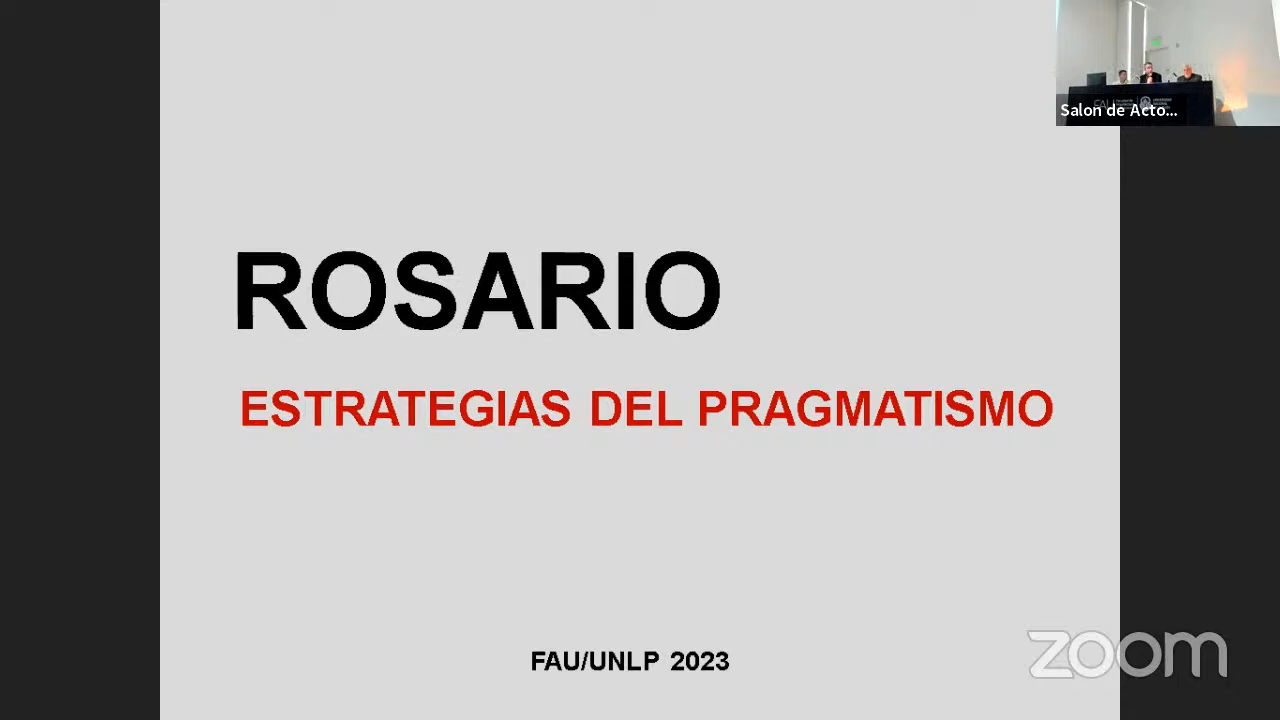 ROSARIO
ESTRATEGIAS DEL PRAGMATISMO
FAU/UNLP 2023
Salon de Acto...
zoom